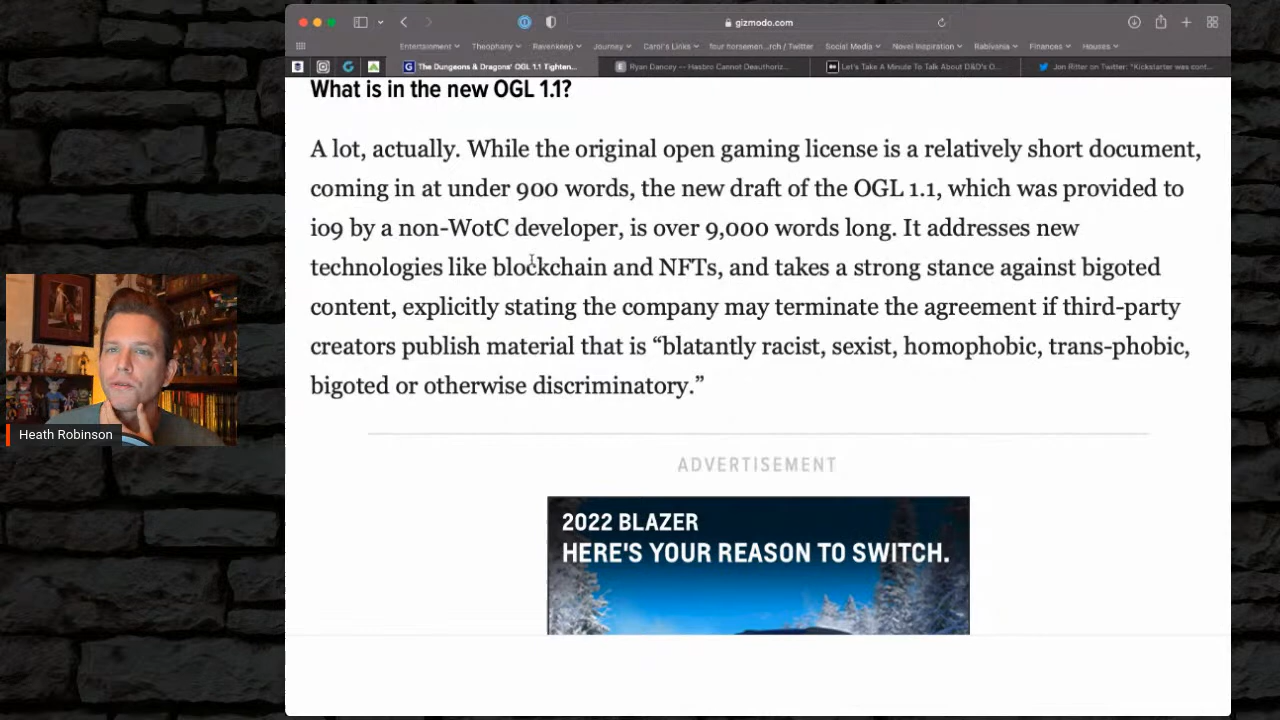 gizmodo.com
Entertainment Theophany Ravenkeep Journey Carol's Links four horsemen...rch / Twitter Social Media Novel Inspiration Rabivania Finances Houses
The Dungeons & Dragons' OGL 1.1 Tighten... Ryan Dancey -- Hasbro Cannot Deauthoriz... Let's Take A Minute To Talk About D&D's O... Jon Ritter on Twitter: "Kickstarter was cont...
What is in the new OGL 1.1?
A lot, actually. While the original open gaming license is a relatively short document,
coming in at under 900 words, the new draft of the OGL 1.1, which was provided to
io9 by a non-WotC developer, is over 9,000 words long. It addresses new
technologies like blockchain and NFTs, and takes a strong stance against bigoted
content, explicitly stating the company may terminate the agreement if third-party
creators publish material that is “blatantly racist, sexist, homophobic, trans-phobic,
bigoted or otherwise discriminatory.”
Heath Robinson
ADVERTISEMENT
2022 BLAZER
HERE'S YOUR REASON TO SWITCH.